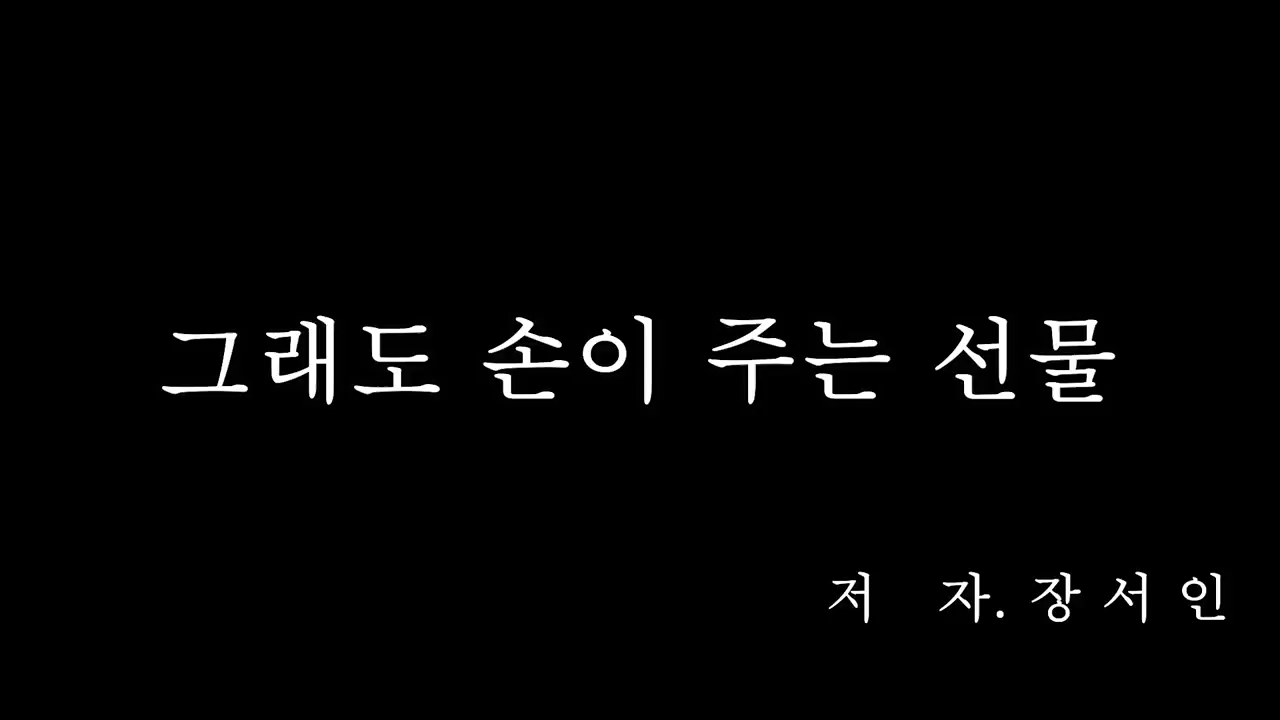 그래도 손이 주는 선물
저 자. 장 서 인